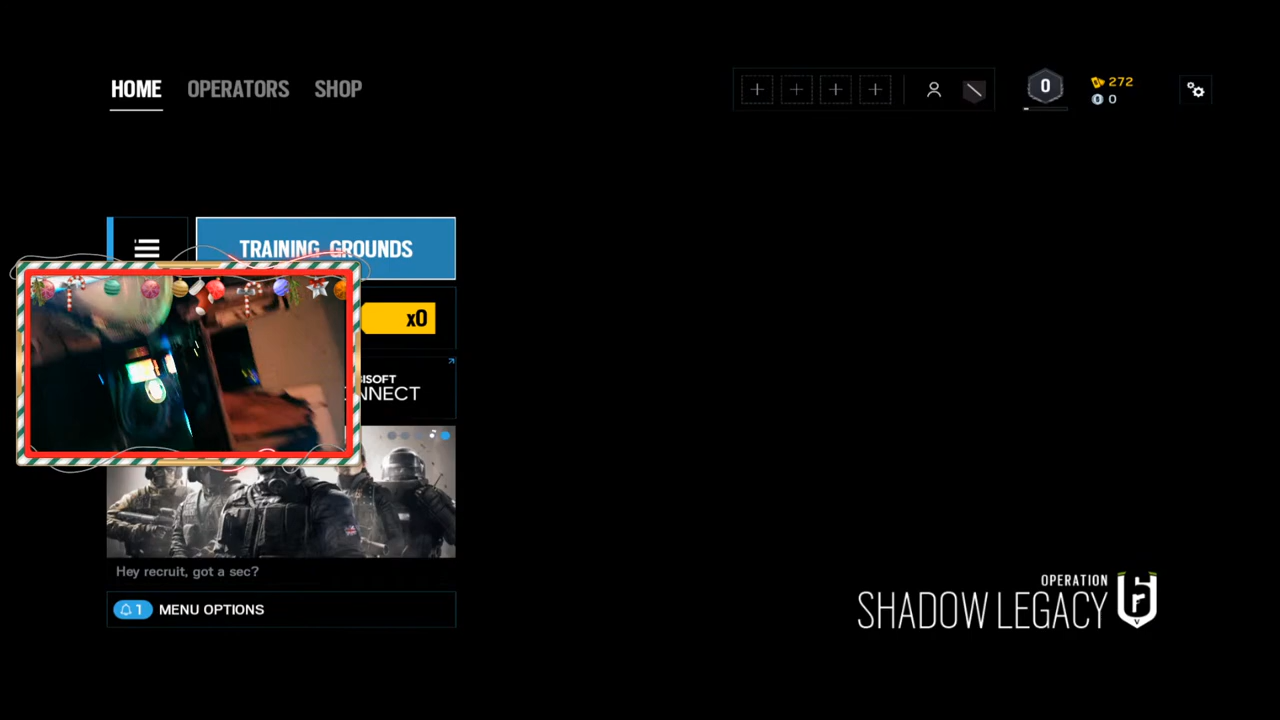 HOME OPERATORS SHOP
0
272
0
TRAINING GROUNDS
x0
NNECT
Hey recruit, got a sec?
1 MENU OPTIONS
OPERATION
SHADOW LEGACY